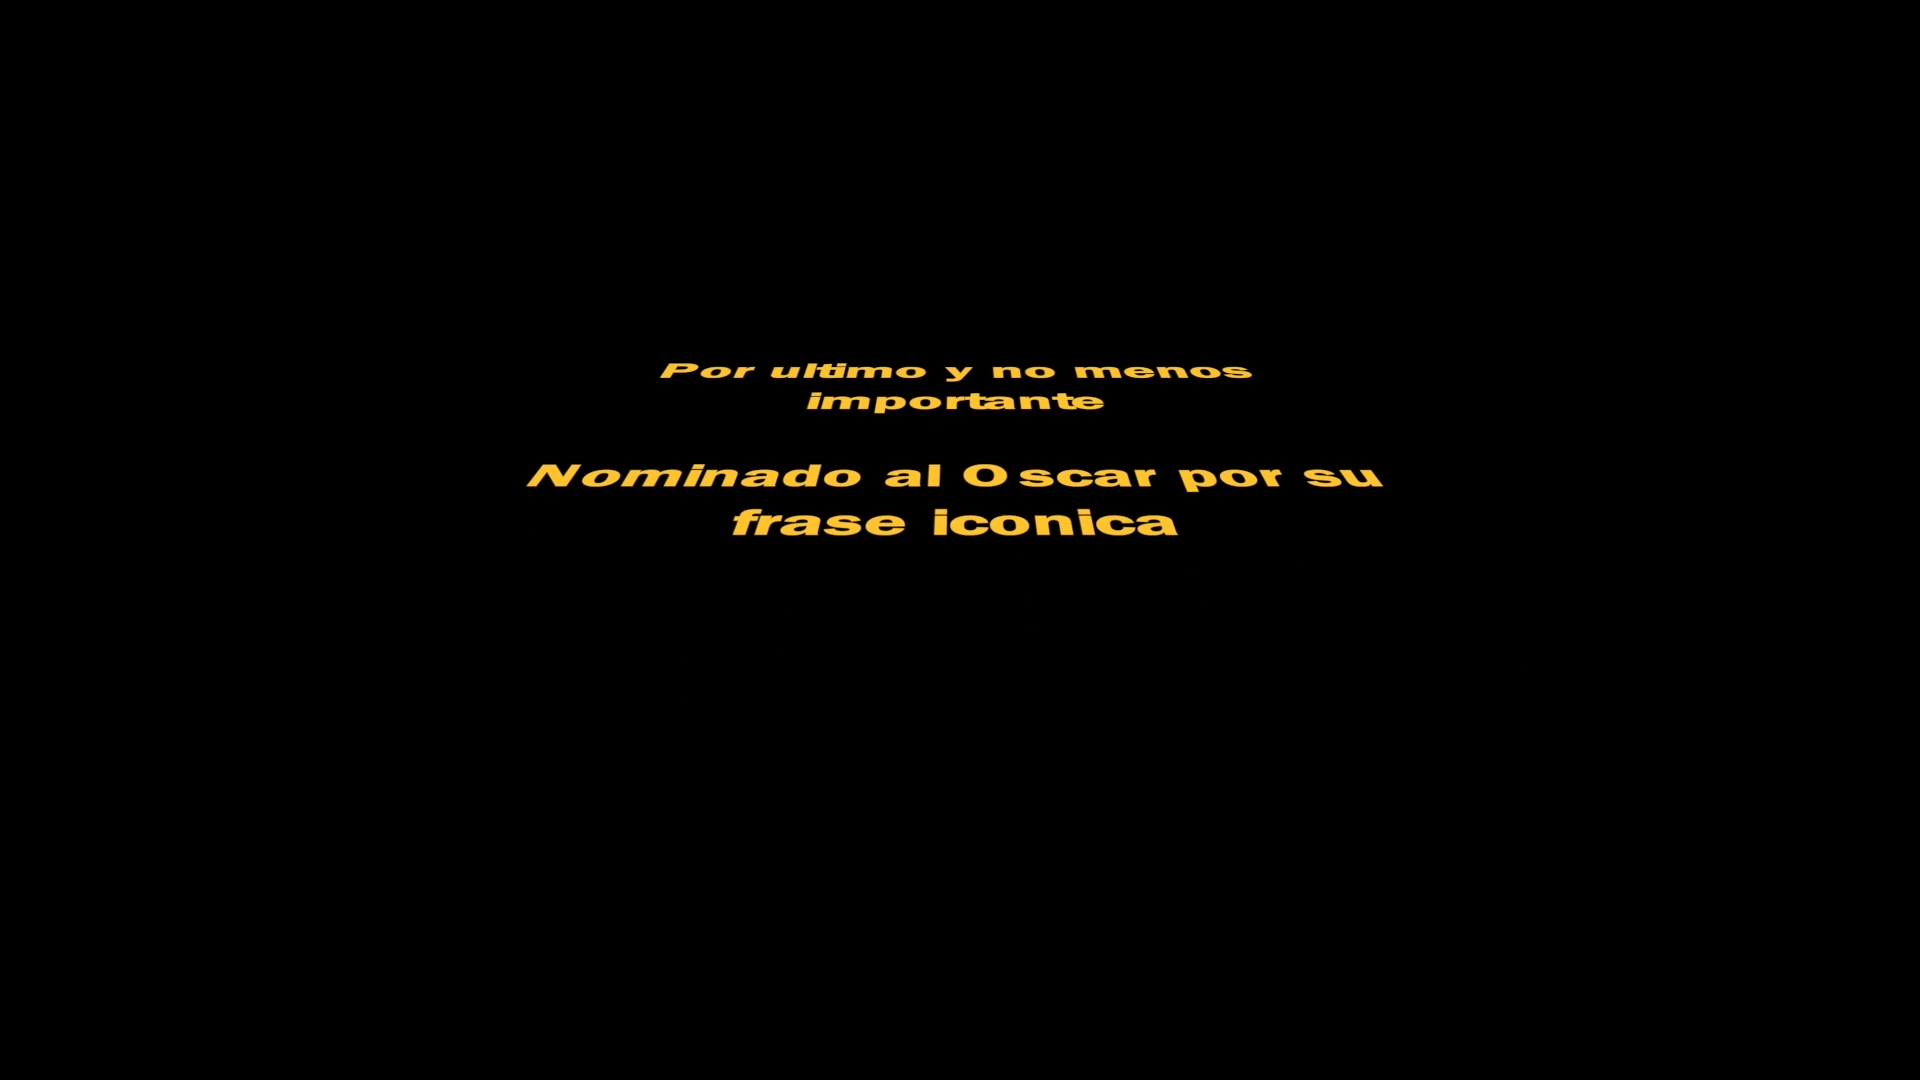 Por ultimo y no menos
importante
Nominado al Oscar por su
frase iconica